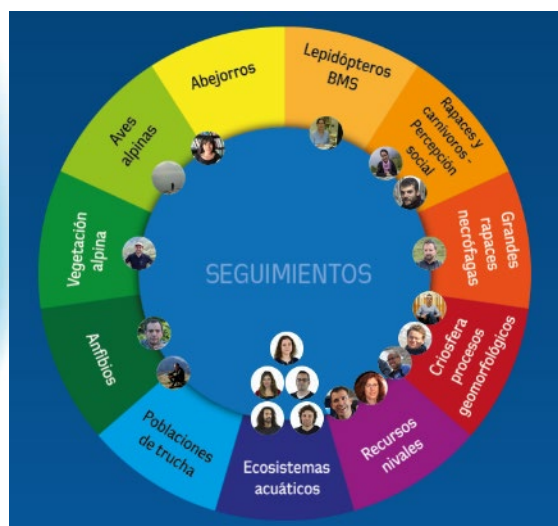 Abejorros
Lepidópteros
BMS
Rapaces y
carnívoros -
Percepción
social
Grandes
rapaces
necrófagas
Criosfera
procesos
geomorfológicos
Recursos
nivales
Ecosistemas
acuáticos
Poblaciones
de trucha
Anfibios
Vegetación
alpina
Aves
alpinas
SEGUIMIENTOS